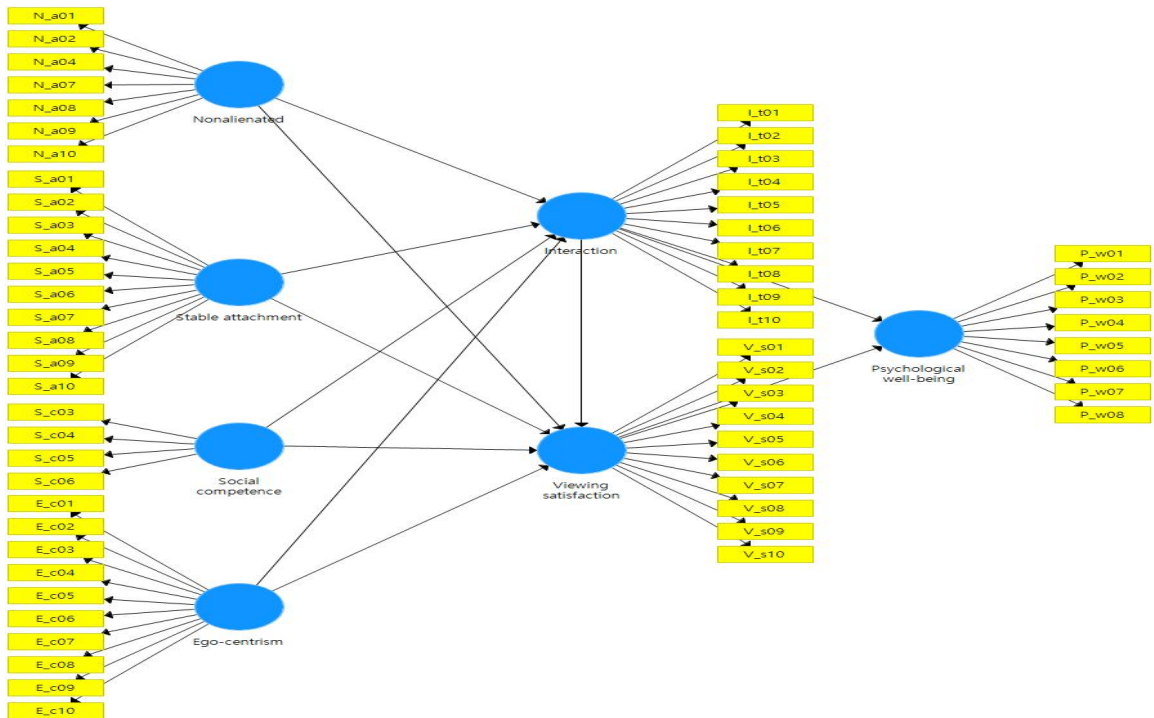 N_a01
N_a02
N_a04
N_a07
N_a08
N_a09
N_a10
Nonalienated
S_a01
S_a02
S_a03
S_a04
S_a05
S_a06
S_a07
S_a08
S_a09
S_a10
Stable attachment
S_c03
S_c04
S_c05
S_c06
Social
competence
E_c01
E_c02
E_c03
E_c04
E_c05
E_c06
E_c07
E_c08
E_c09
E_c10
Ego-centrism
Interaction
I_t01
I_t02
I_t03
I_t04
I_t05
I_t06
I_t07
I_t08
I_t09
I_t10
Viewing
satisfaction
V_s01
V_s02
V_s03
V_s04
V_s05
V_s06
V_s07
V_s08
V_s09
V_s10
Psychological
well-being
P_w01
P_w02
P_w03
P_w04
P_w05
P_w06
P_w07
P_w08